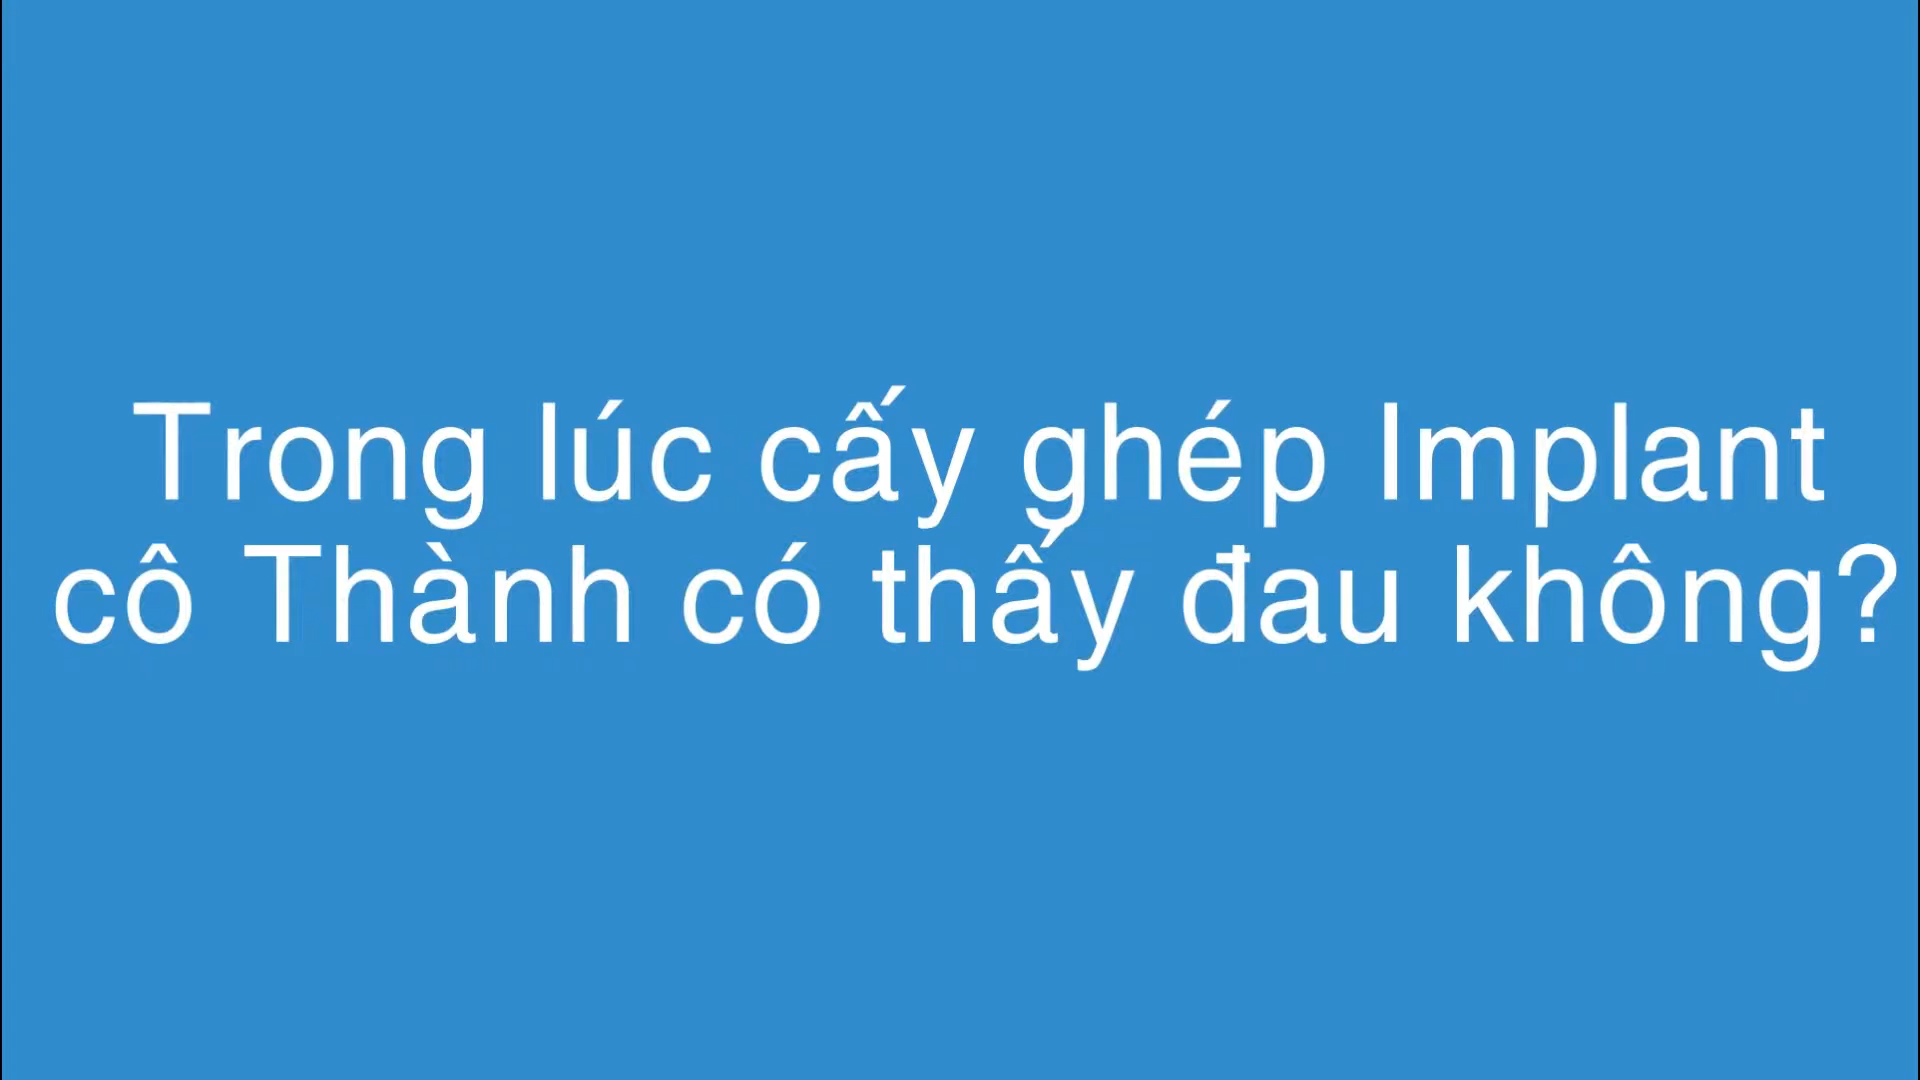 Trong lúc cấy ghép Implant
cô Thành có thấy đau không?